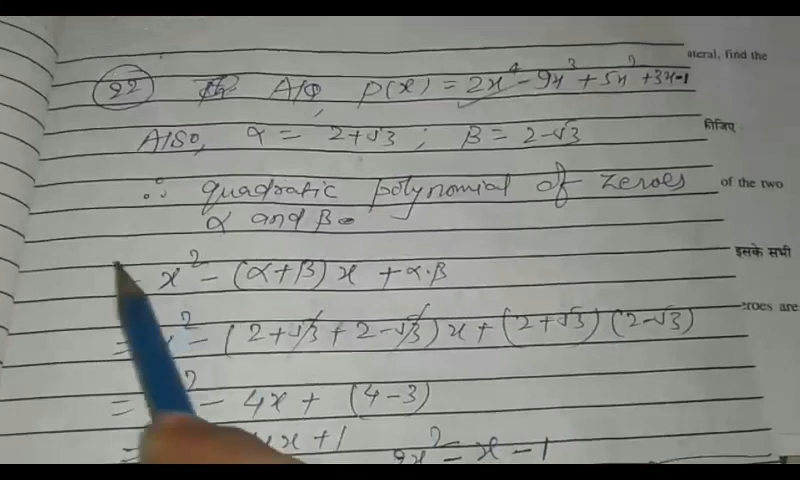 ateral, find the
22 A/Q, P(x) = 2x⁴ - 9x³ + 5x² + 3x - 1
Also, α = 2+√3 ; β = 2-√3
कीजिए
∴ quadratic polynomial of zeroes
of the two
α and β =
इसके सभी
x² - (α+β)x + α.β
roes are
= x² - (2+√3+2-√3)x + (2+√3)(2-√3)
= x² - 4x + (4-3)
= 4x + 1 2x² - x - 1